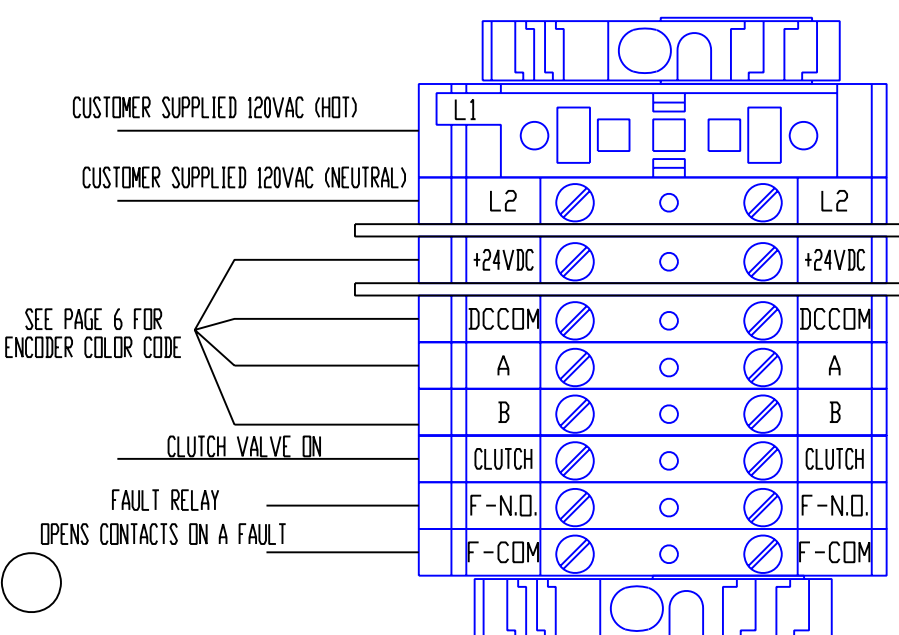 CUSTOMER SUPPLIED 120VAC (HOT)
L1
CUSTOMER SUPPLIED 120VAC (NEUTRAL)
L2 L2
+24VDC +24VDC
SEE PAGE 6 FOR
ENCODER COLOR CODE
DCCOM DCCOM
A A
B B
CLUTCH VALVE ON
CLUTCH CLUTCH
FAULT RELAY
OPENS CONTACTS ON A FAULT
F-N.O. F-N.O.
F-COM F-COM